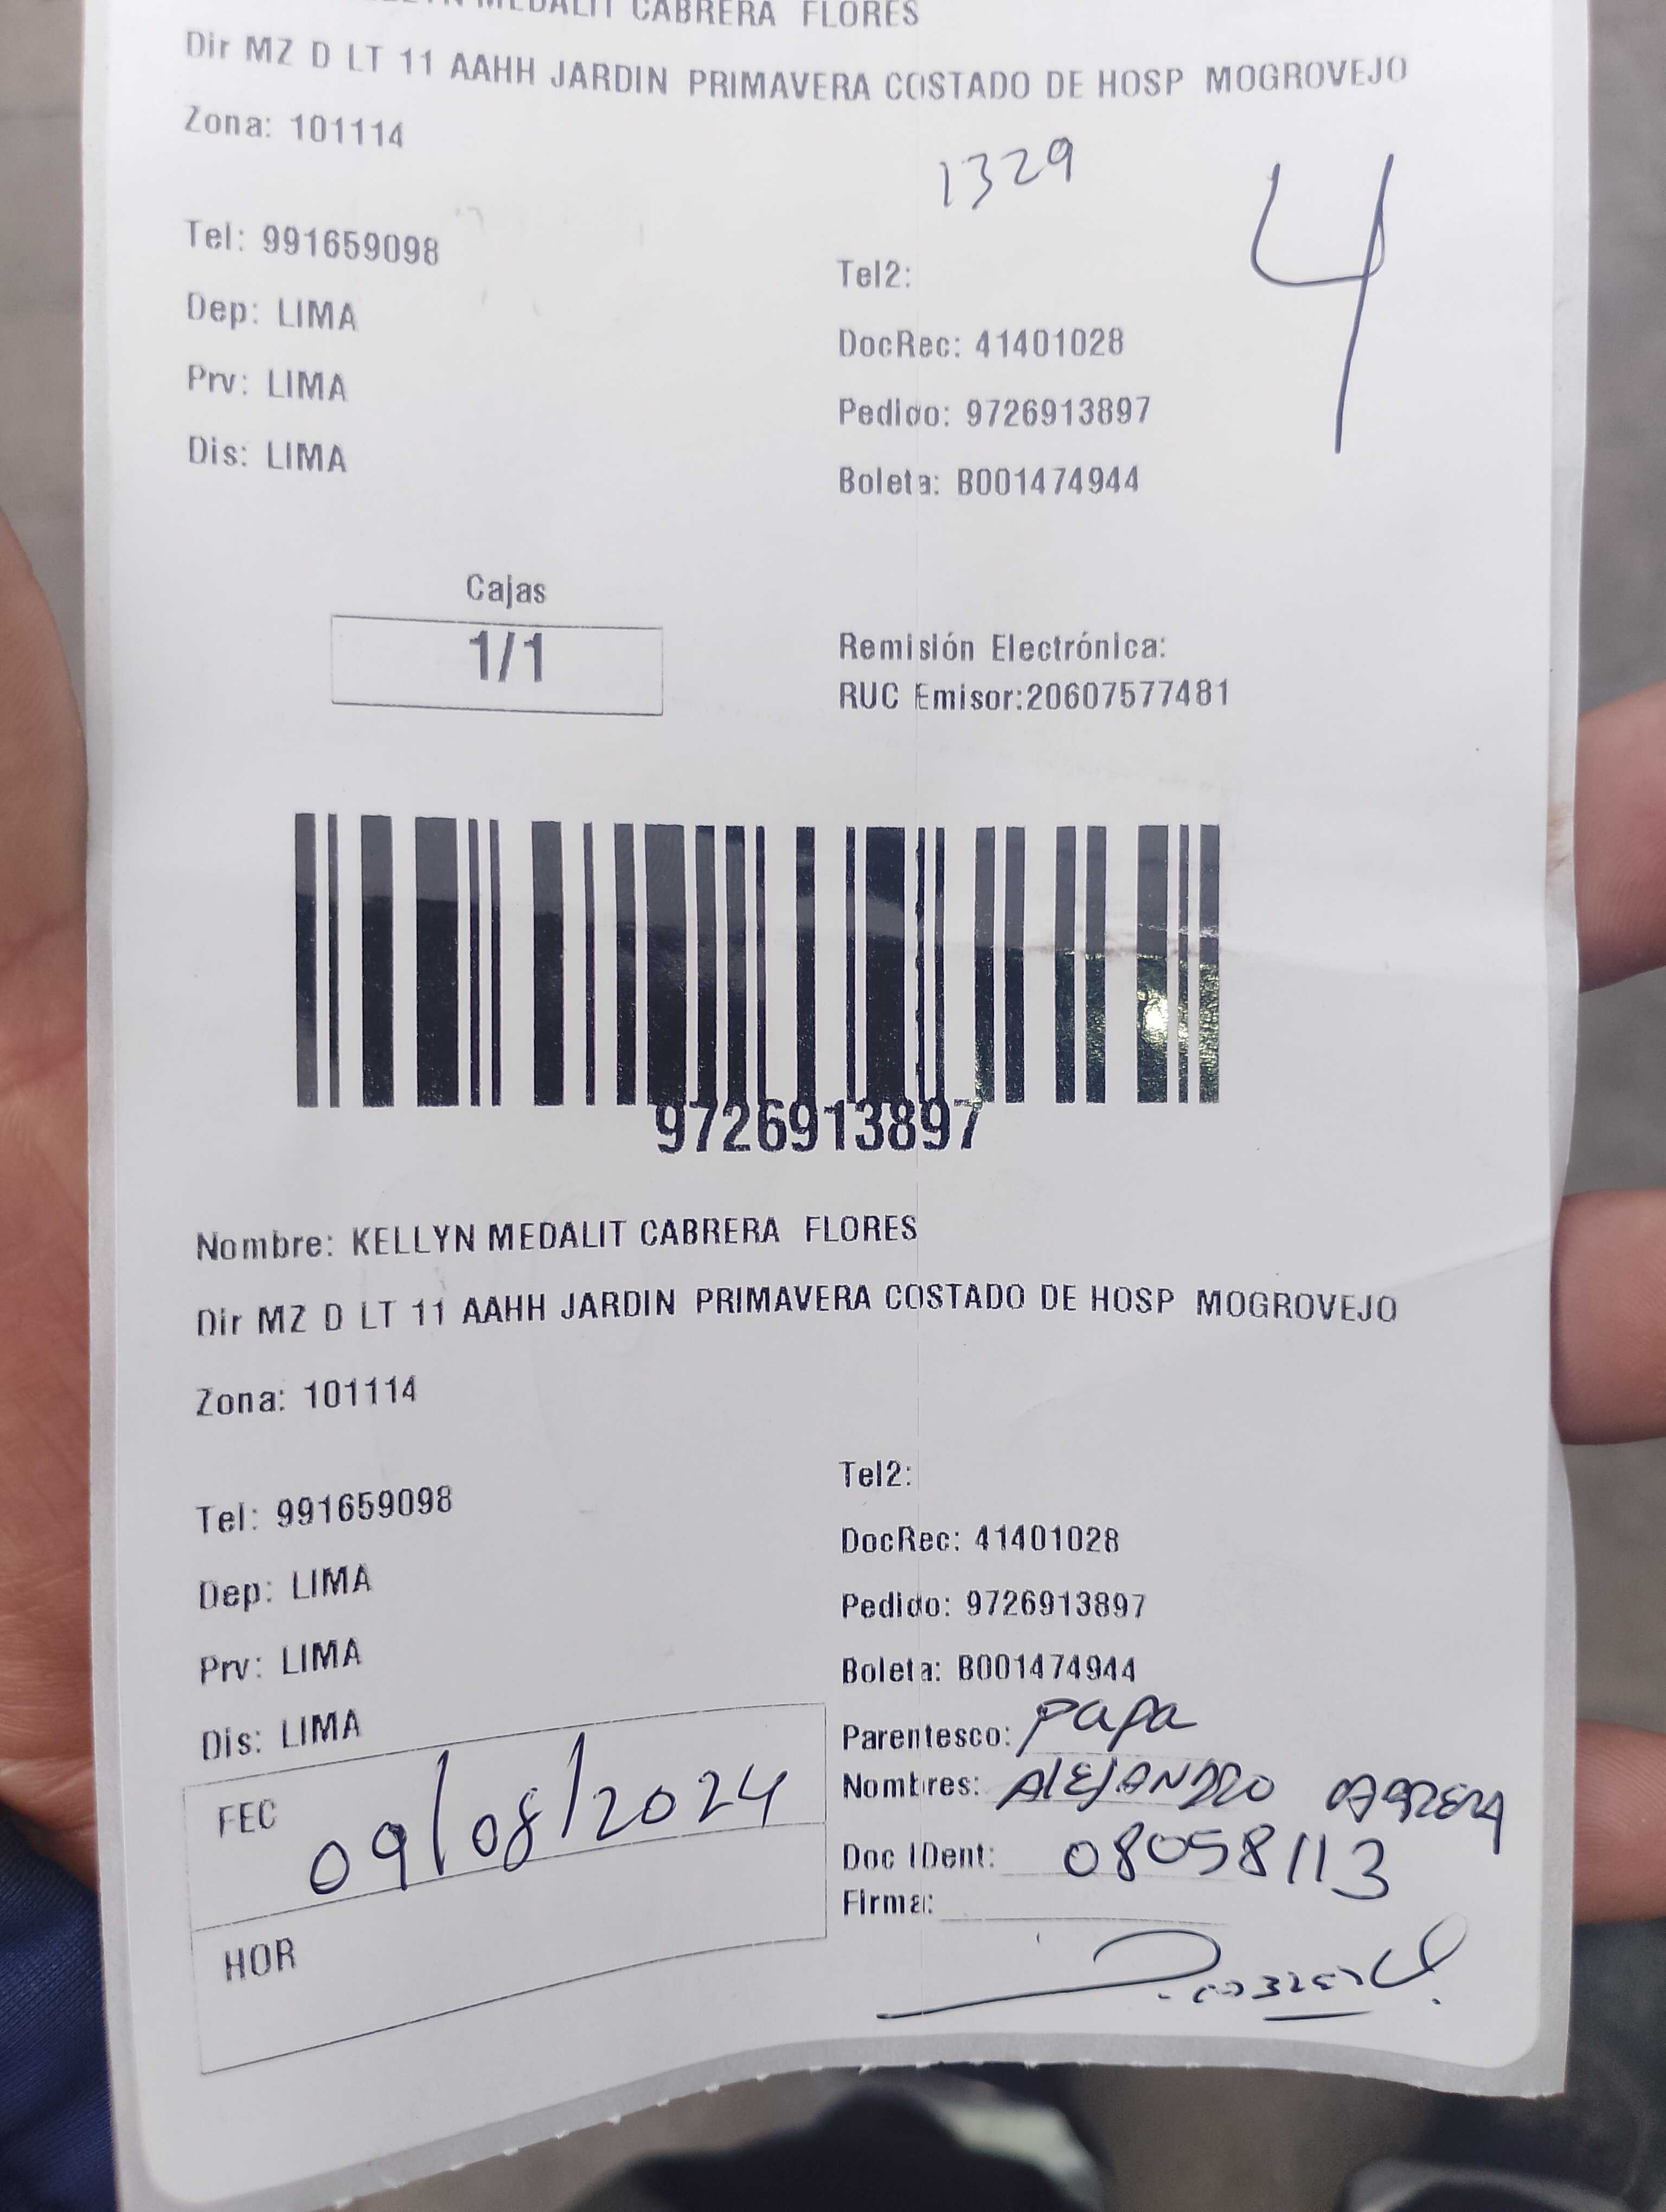 MEDALIT CABRERA FLORES
Dir MZ D LT 11 AAHH JARDIN PRIMAVERA COSTADO DE HOSP MOGROVEJO
Zona: 101114
1329
4
Tel: 991659098
Tel2:
Dep: LIMA
DocRec: 41401028
Prv: LIMA
Pedido: 9726913897
Dis: LIMA
Boleta: B001474944
Cajas
1/1
Remisión Electrónica:
RUC Emisor:20607577481
9726913897
Nombre: KELLYN MEDALIT CABRERA FLORES
Dir MZ D LT 11 AAHH JARDIN PRIMAVERA COSTADO DE HOSP MOGROVEJO
Zona: 101114
Tel: 991659098
Tel2:
Dep: LIMA
DocRec: 41401028
Prv: LIMA
Pedido: 9726913897
Dis: LIMA
Boleta: B001474944
Parentesco: papa
Nombres: ALEJANDRO CABRERA
FEC 09/08/2024
Doc IDent: 08058113
Firma:
HOR